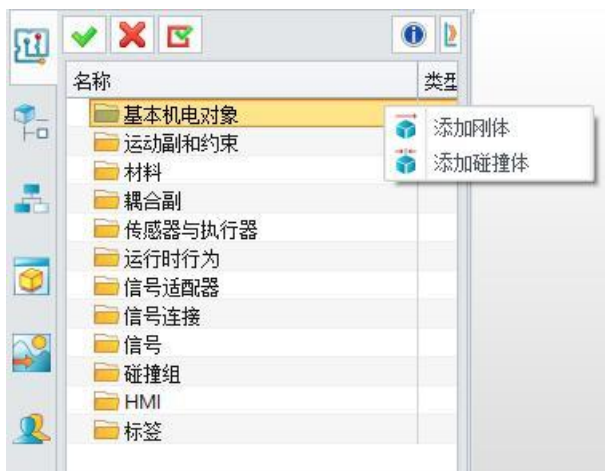 名称 类型
基本机电对象
添加刚体
运动副和约束
添加碰撞体
材料
耦合副
传感器与执行器
运行时行为
信号适配器
信号连接
信号
碰撞组
HMI
标签